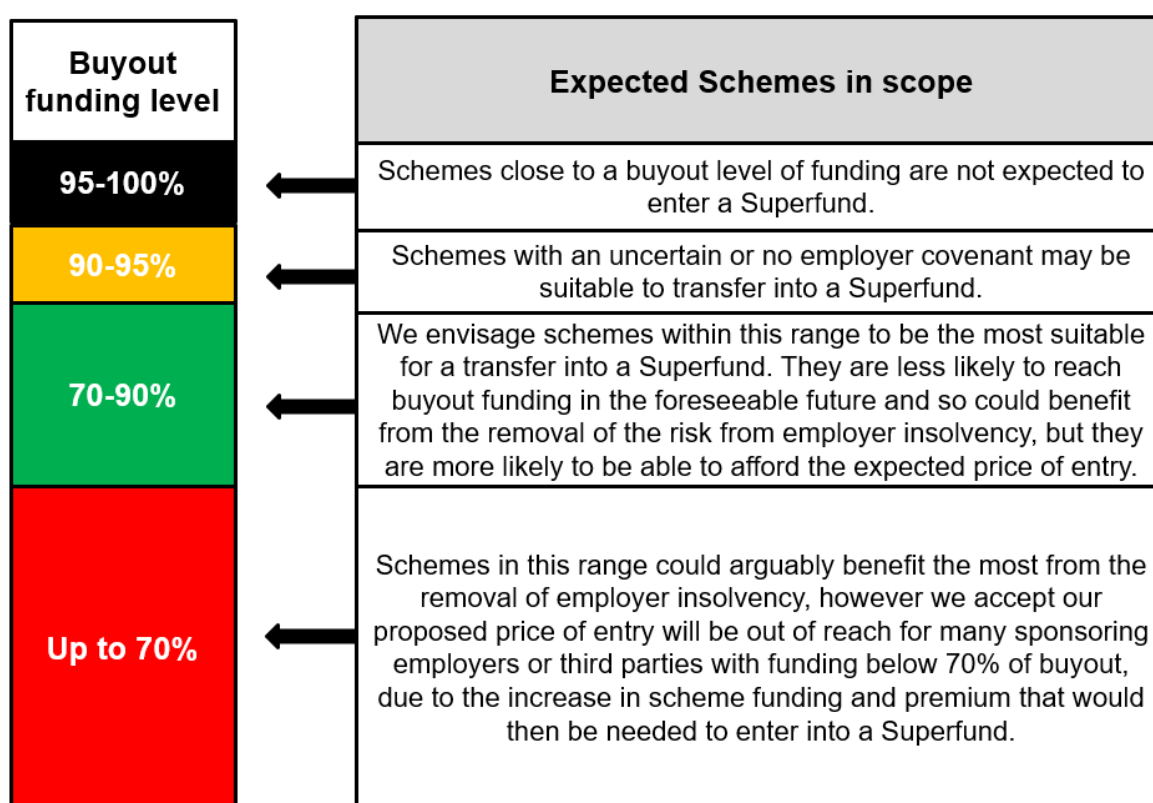 Buyout
funding level
Expected Schemes in scope
95-100%
Schemes close to a buyout level of funding are not expected to
enter a Superfund.
90-95%
Schemes with an uncertain or no employer covenant may be
suitable to transfer into a Superfund.
70-90%
We envisage schemes within this range to be the most suitable
for a transfer into a Superfund. They are less likely to reach
buyout funding in the foreseeable future and so could benefit
from the removal of the risk from employer insolvency, but they
are more likely to be able to afford the expected price of entry.
Up to 70%
Schemes in this range could arguably benefit the most from the
removal of employer insolvency, however we accept our
proposed price of entry will be out of reach for many sponsoring
employers or third parties with funding below 70% of buyout,
due to the increase in scheme funding and premium that would
then be needed to enter into a Superfund.